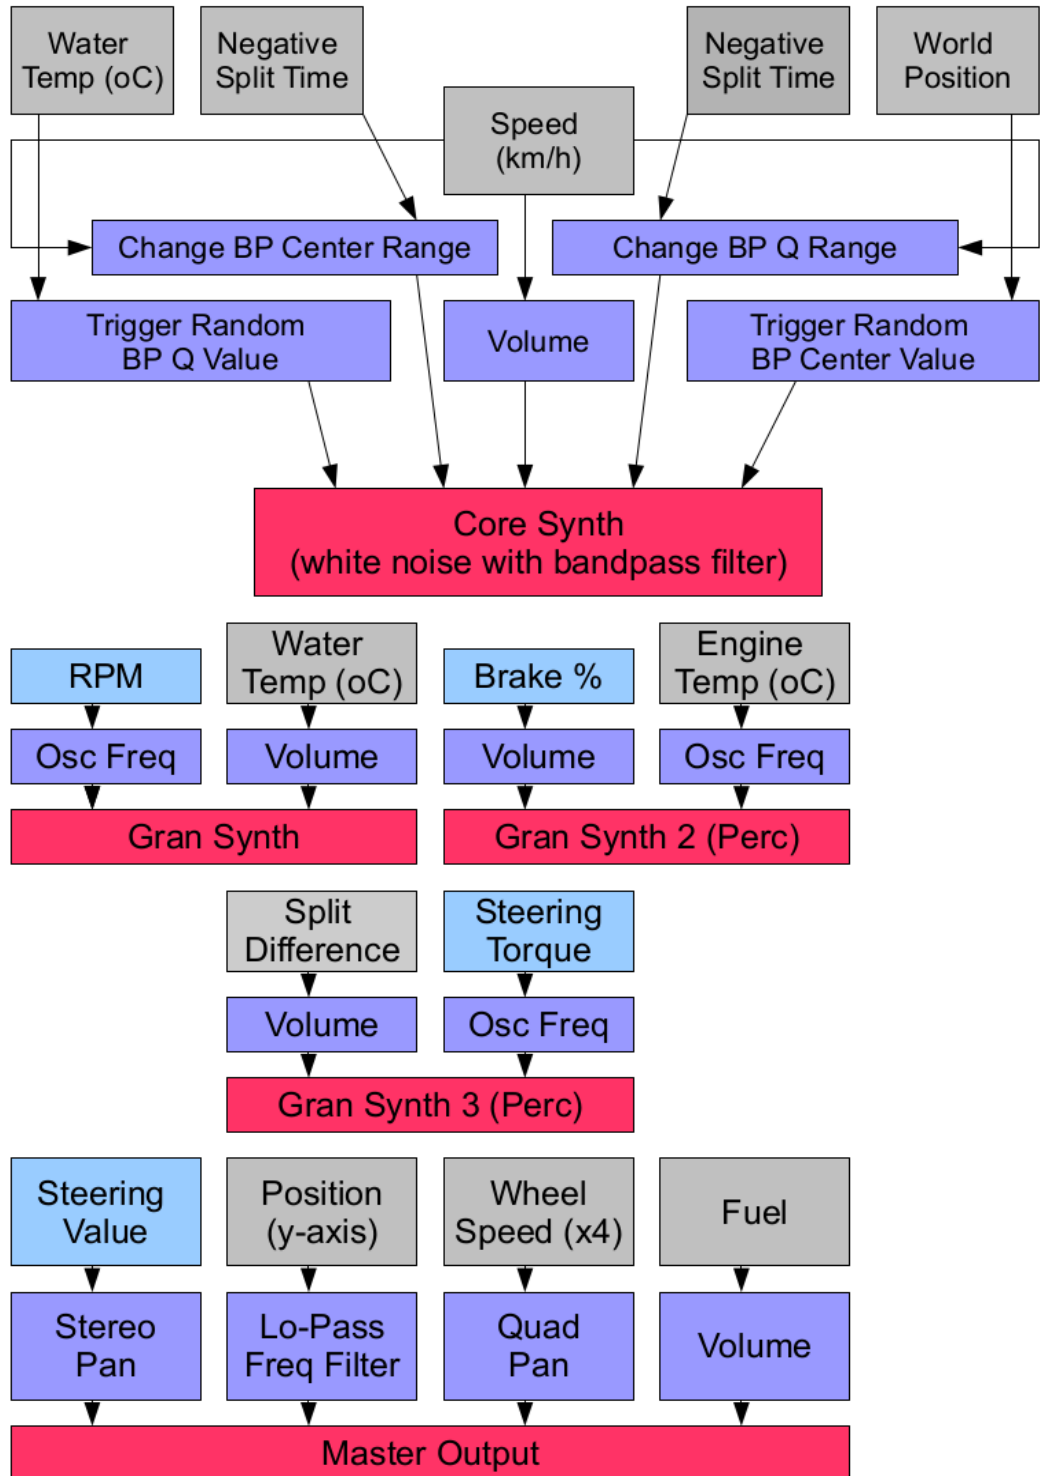 Water
Temp (oC)
Negative
Split Time
Negative
Split Time
World
Position
Speed
(km/h)
Change BP Center Range
Change BP Q Range
Trigger Random
BP Q Value
Volume
Trigger Random
BP Center Value
Core Synth
(white noise with bandpass filter)
RPM
Water
Temp (oC)
Brake %
Engine
Temp (oC)
Osc Freq
Volume
Volume
Osc Freq
Gran Synth
Gran Synth 2 (Perc)
Split
Difference
Steering
Torque
Volume
Osc Freq
Gran Synth 3 (Perc)
Steering
Value
Position
(y-axis)
Wheel
Speed (x4)
Fuel
Stereo
Pan
Lo-Pass
Freq Filter
Quad
Pan
Volume
Master Output